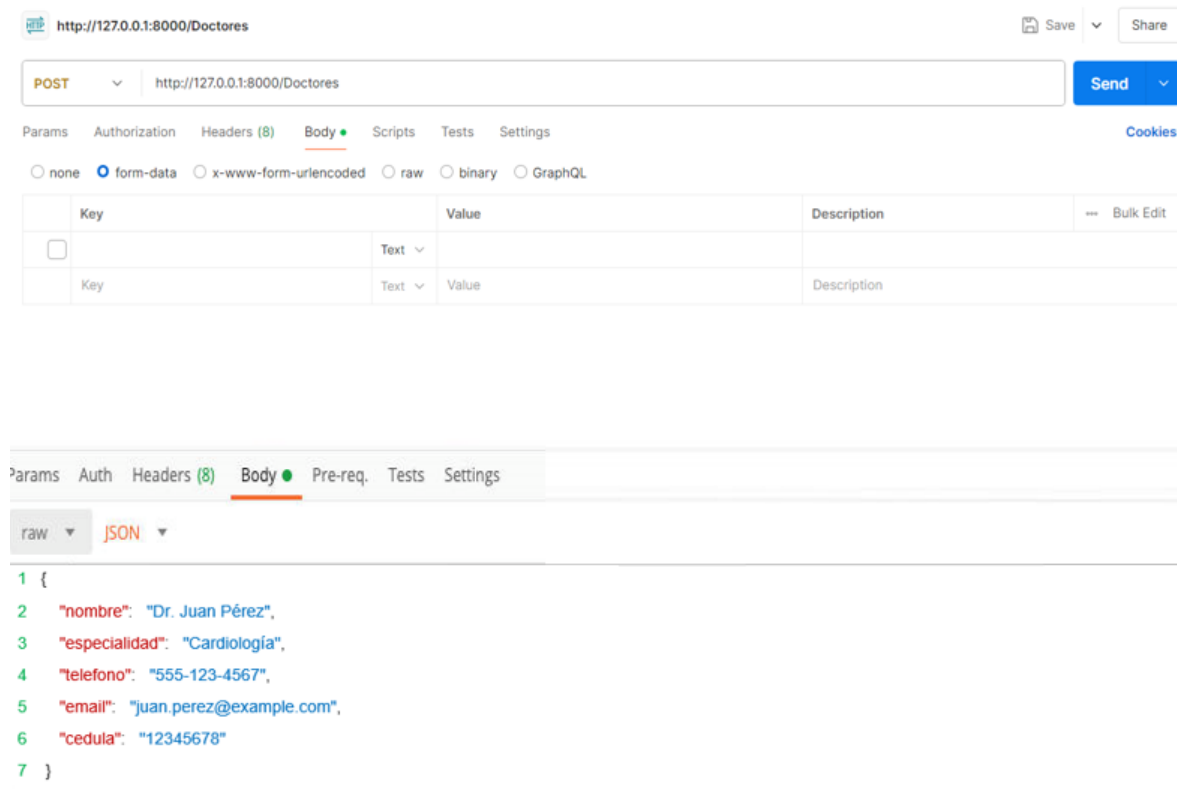 HTTP http://127.0.0.1:8000/Doctores Save Share
POST http://127.0.0.1:8000/Doctores Send
Params Authorization Headers (8) Body Scripts Tests Settings Cookies
none form-data x-www-form-urlencoded raw binary GraphQL
Key Value Description ••• Bulk Edit
Text
Key Text Value Description
Params Auth Headers (8) Body Pre-req. Tests Settings
raw JSON
1 {
2 "nombre": "Dr. Juan Pérez",
3 "especialidad": "Cardiología",
4 "telefono": "555-123-4567",
5 "email": "juan.perez@example.com",
6 "cedula": "12345678"
7 }